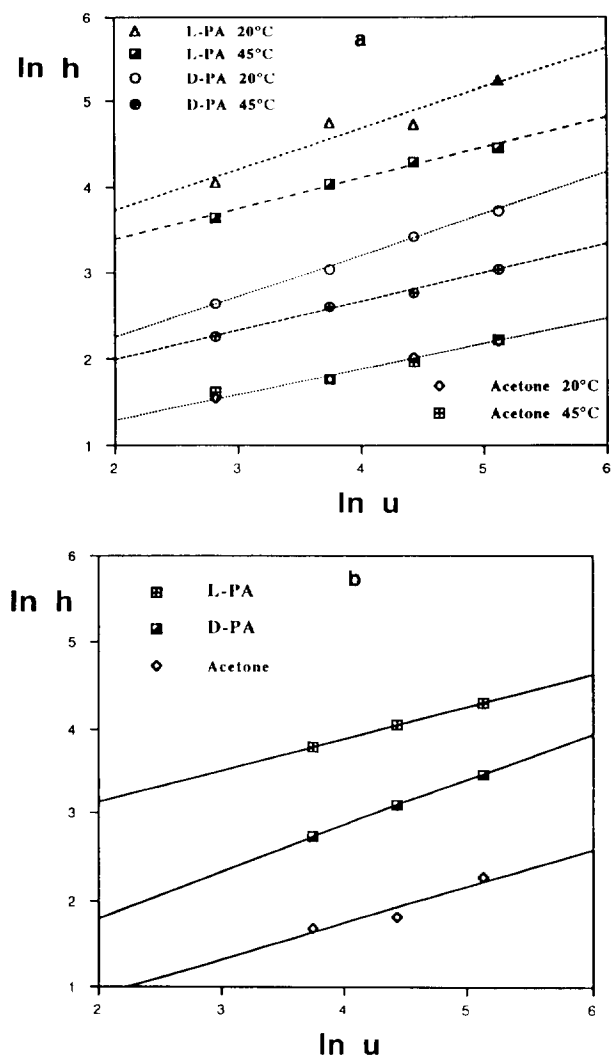 a
L-PA 20°C
L-PA 45°C
D-PA 20°C
D-PA 45°C
ln h
6
5
4
3
2
1
Acetone 20°C
Acetone 45°C
2 3 4 5 6
ln u
b
L-PA
D-PA
Acetone
ln h
6
5
4
3
2
1
2 3 4 5 6
ln u